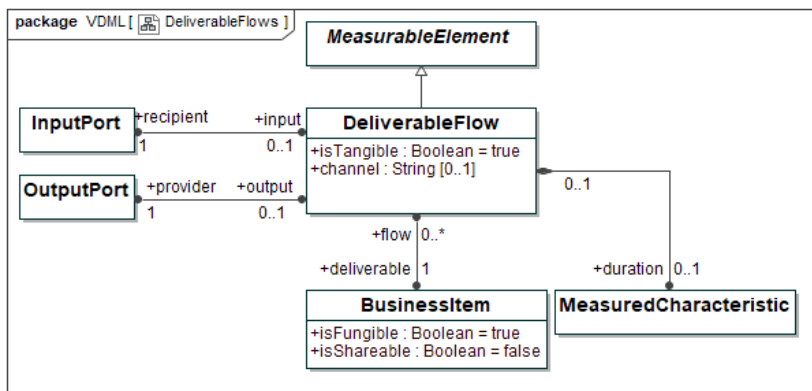 package VDML [ DeliverableFlows ]
MeasurableElement
InputPort
+recipient
+input
1
0..1
DeliverableFlow
+isTangible : Boolean = true
+channel : String [0..1]
OutputPort
+provider
+output
1
0..1
0..1
+flow
0..*
+deliverable
1
+duration
0..1
BusinessItem
+isFungible : Boolean = true
+isShareable : Boolean = false
MeasuredCharacteristic